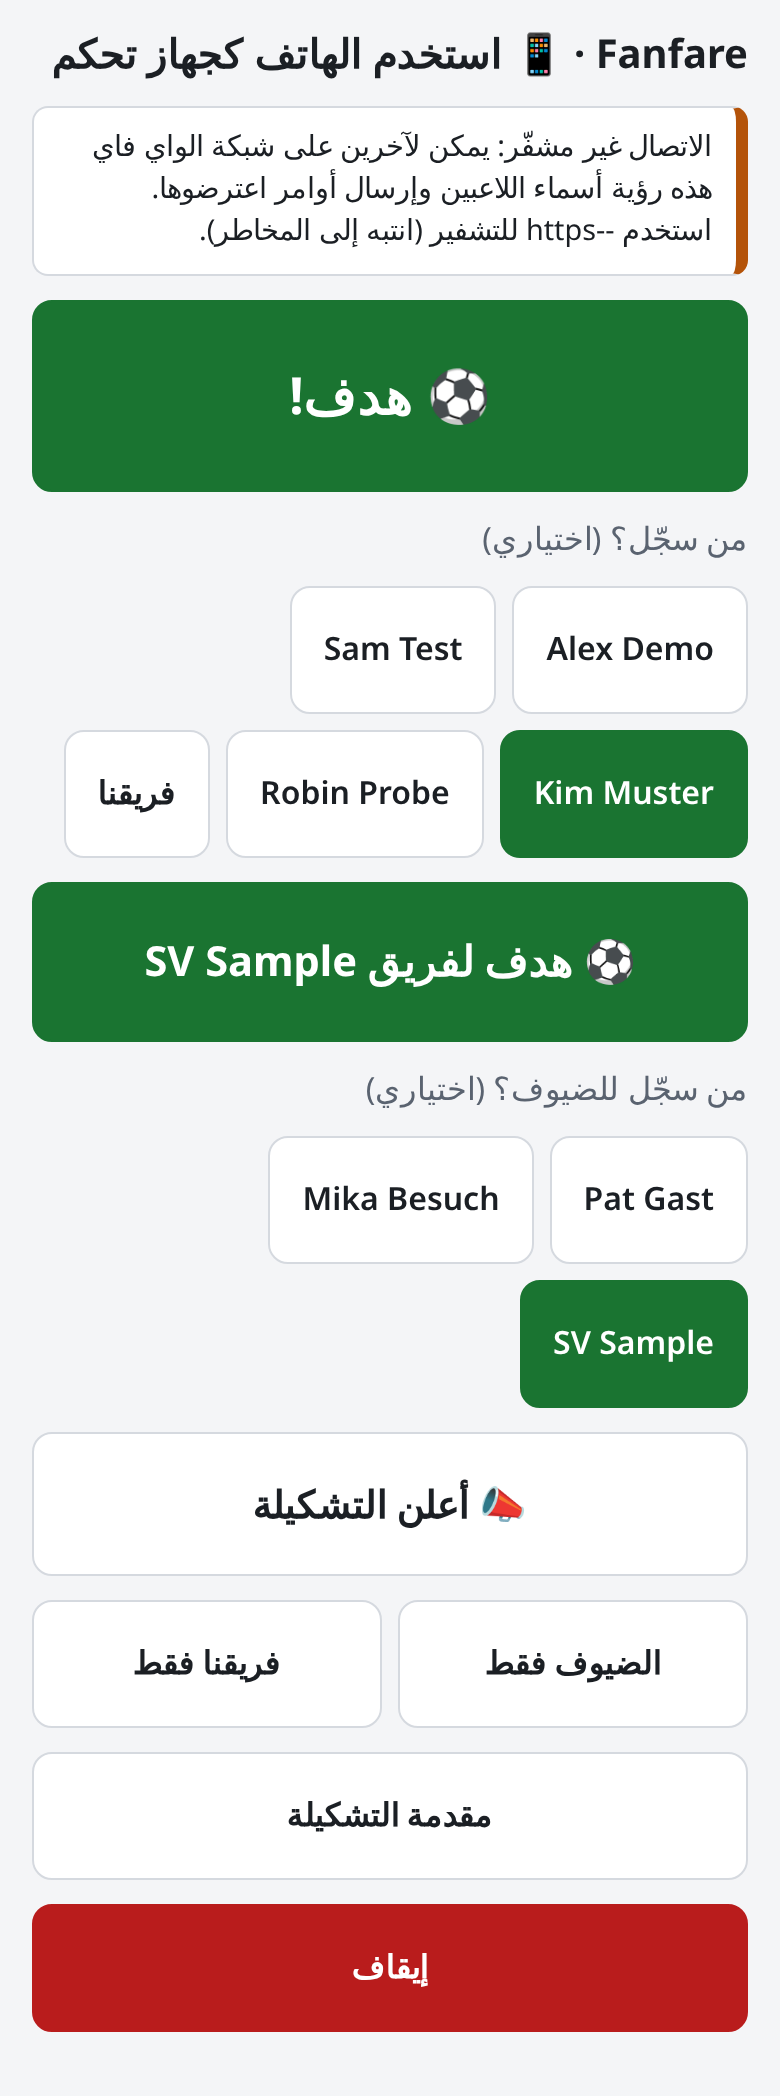 Fanfare · 📱 استخدم الهاتف كجهاز تحكم
الاتصال غير مشفّر: يمكن لآخرين على شبكة الواي فاي
هذه رؤية أسماء اللاعبين وإرسال أوامر اعترضوها.
استخدم --https للتشفير (انتبه إلى المخاطر).
⚽ هدف!
من سجّل؟ (اختياري)
Alex Demo
Sam Test
Kim Muster
Robin Probe
فريقنا
⚽ هدف لفريق SV Sample
من سجّل للضيوف؟ (اختياري)
Pat Gast
Mika Besuch
SV Sample
📣 أعلن التشكيلة
الضيوف فقط
فريقنا فقط
مقدمة التشكيلة
إيقاف